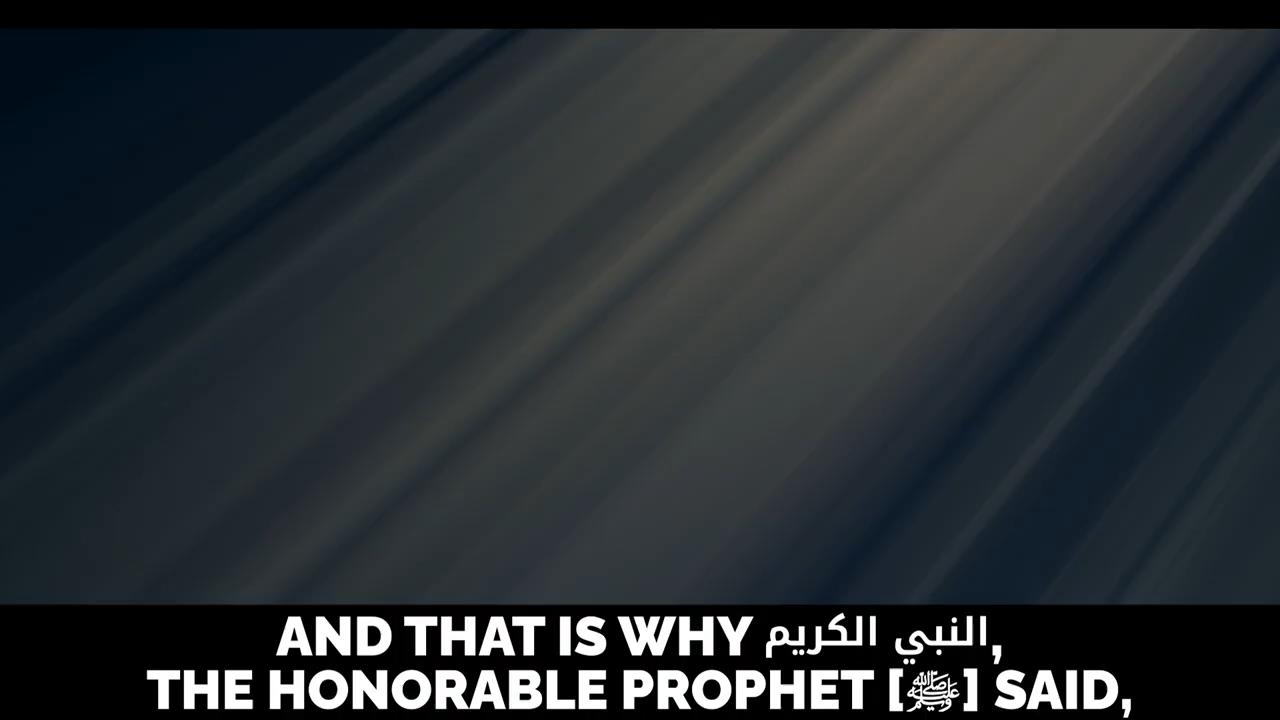 AND THAT IS WHY النبي الكريم,
THE HONORABLE PROPHET [ﷺ] SAID,